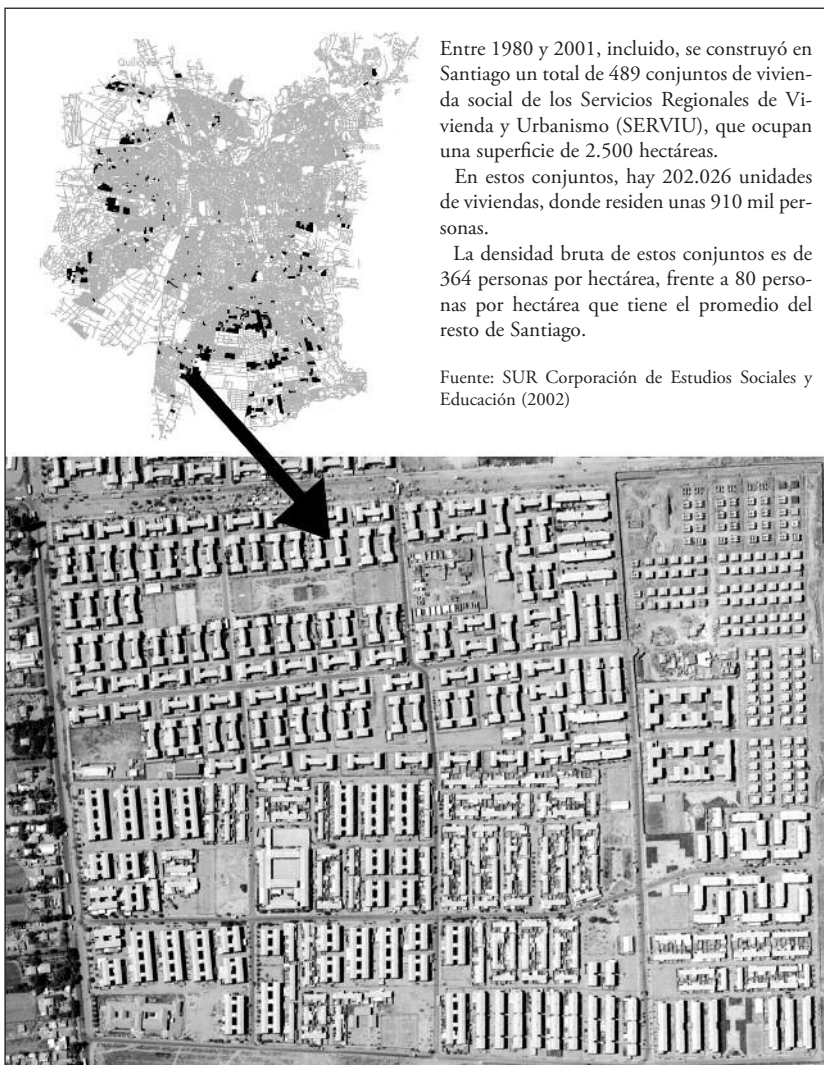 Quilicura
Entre 1980 y 2001, incluido, se construyó en
Santiago un total de 489 conjuntos de vivien-
da social de los Servicios Regionales de Vi-
vienda y Urbanismo (SERVIU), que ocupan
una superficie de 2.500 hectáreas.
En estos conjuntos, hay 202.026 unidades
de viviendas, donde residen unas 910 mil per-
sonas.
La densidad bruta de estos conjuntos es de
364 personas por hectárea, frente a 80 perso-
nas por hectárea que tiene el promedio del
resto de Santiago.
Fuente: SUR Corporación de Estudios Sociales y
Educación (2002)